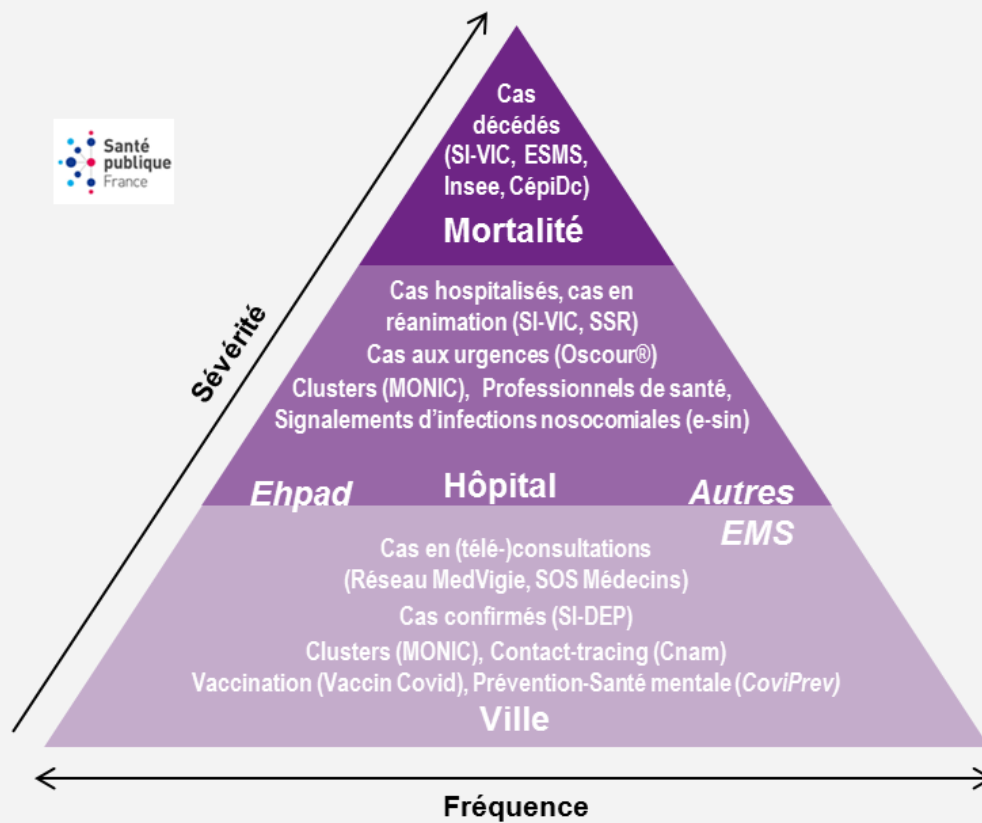 Santé
publique
France
Cas
décédés
(SI-VIC, ESMS,
Insee, CépiDc)
Mortalité
Sévérité
Cas hospitalisés, cas en
réanimation (SI-VIC, SSR)
Cas aux urgences (Oscour®)
Clusters (MONIC), Professionnels de santé,
Signalements d'infections nosocomiales (e-sin)
Ehpad
Hôpital
Autres
EMS
Cas en (télé-)consultations
(Réseau MedVigie, SOS Médecins)
Cas confirmés (SI-DEP)
Clusters (MONIC), Contact-tracing (Cnam)
Vaccination (Vaccin Covid), Prévention-Santé mentale (CoviPrev)
Ville
Fréquence